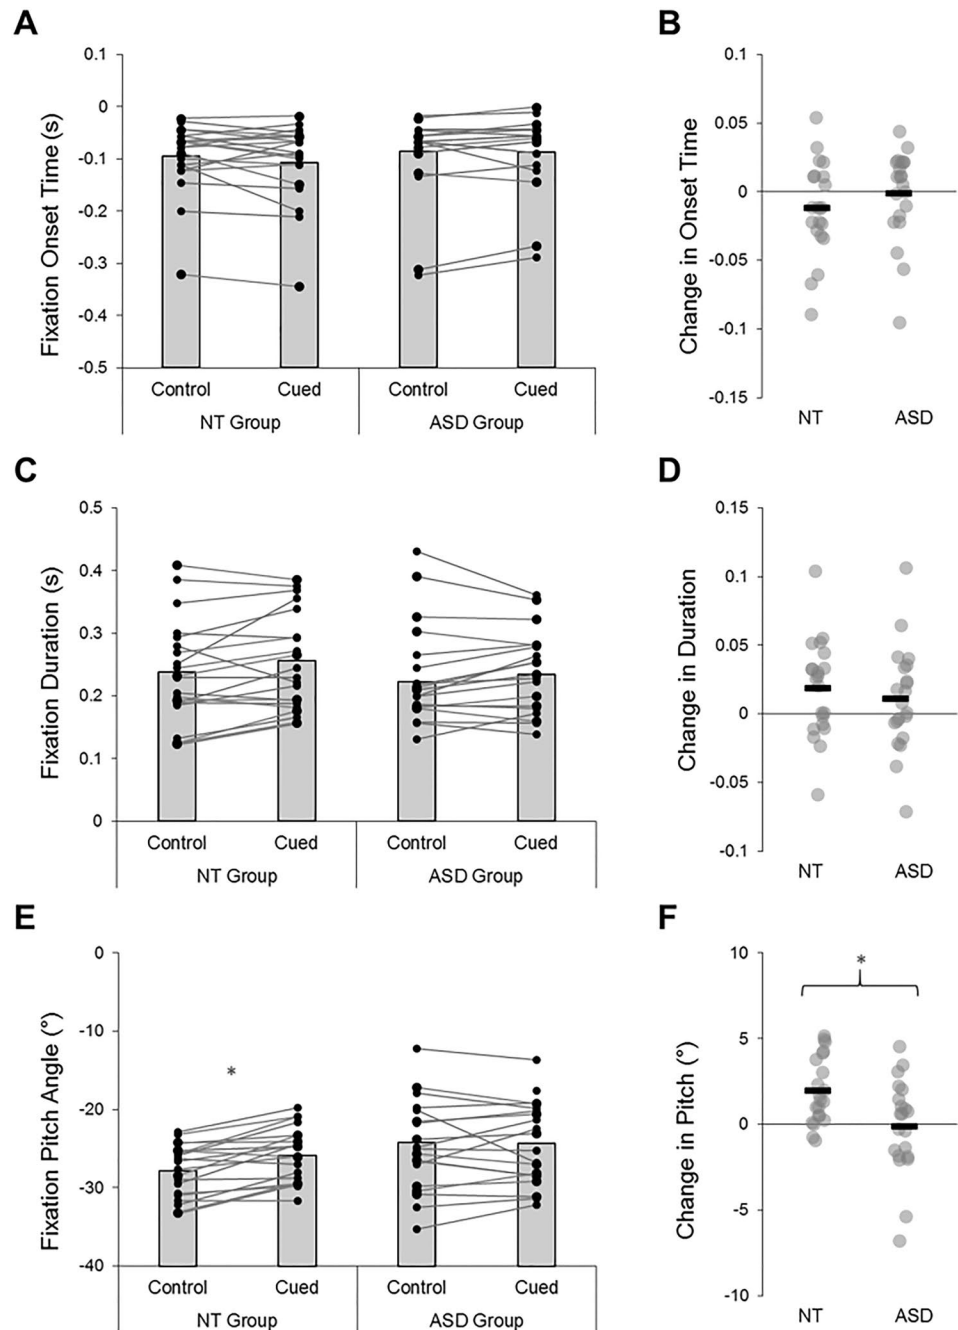 A
Fixation Onset Time (s)
0.1
0
-0.1
-0.2
-0.3
-0.4
-0.5
Control Cued Control Cued
NT Group ASD Group
B
Change in Onset Time
0.1
0.05
0
-0.05
-0.1
-0.15
NT ASD
C
Fixation Duration (s)
0.5
0.4
0.3
0.2
0.1
0
Control Cued Control Cued
NT Group ASD Group
D
Change in Duration
0.15
0.1
0.05
0
-0.05
-0.1
NT ASD
E
Fixation Pitch Angle (°)
0
-10
*
-20
-30
-40
Control Cued Control Cued
NT Group ASD Group
F
Change in Pitch (°)
10
*
5
0
-5
-10
NT ASD